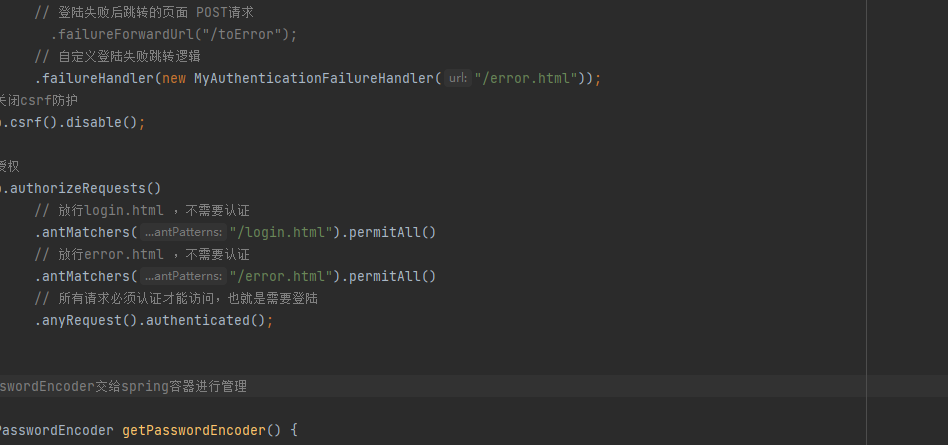 // 登陆失败后跳转的页面 POST请求
.failureForwardUrl("/toError");
// 自定义登陆失败跳转逻辑
.failureHandler(new MyAuthenticationFailureHandler( url: "/error.html"));
关闭csrf防护
.csrf().disable();
授权
.authorizeRequests()
// 放行login.html ，不需要认证
.antMatchers( ...antPatterns: "/login.html").permitAll()
// 放行error.html ，不需要认证
.antMatchers( ...antPatterns: "/error.html").permitAll()
// 所有请求必须认证才能访问，也就是需要登陆
.anyRequest().authenticated();
swordEncoder交给spring容器进行管理
PasswordEncoder getPasswordEncoder() {